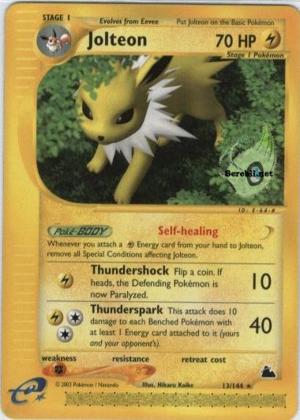 STAGE 1
Evolves from Eevee
Put Jolteon on the Basic Pokémon
Jolteon
70 HP
Stage 1 Pokémon
Serebii.net
Poké-BODY
Self-healing
Whenever you attach a Energy card from your hand to Jolteon,
remove all Special Conditions affecting Jolteon.
Thundershock Flip a coin. If
heads, the Defending Pokémon is
now Paralyzed.
10
Thunderspark This attack does 10
damage to each Benched Pokémon with
at least 1 Energy card attached to it (yours
and your opponent's).
40
weakness
resistance
retreat cost
e
©2003 Pokémon / Nintendo
Illus. Hikaru Koike
13/144